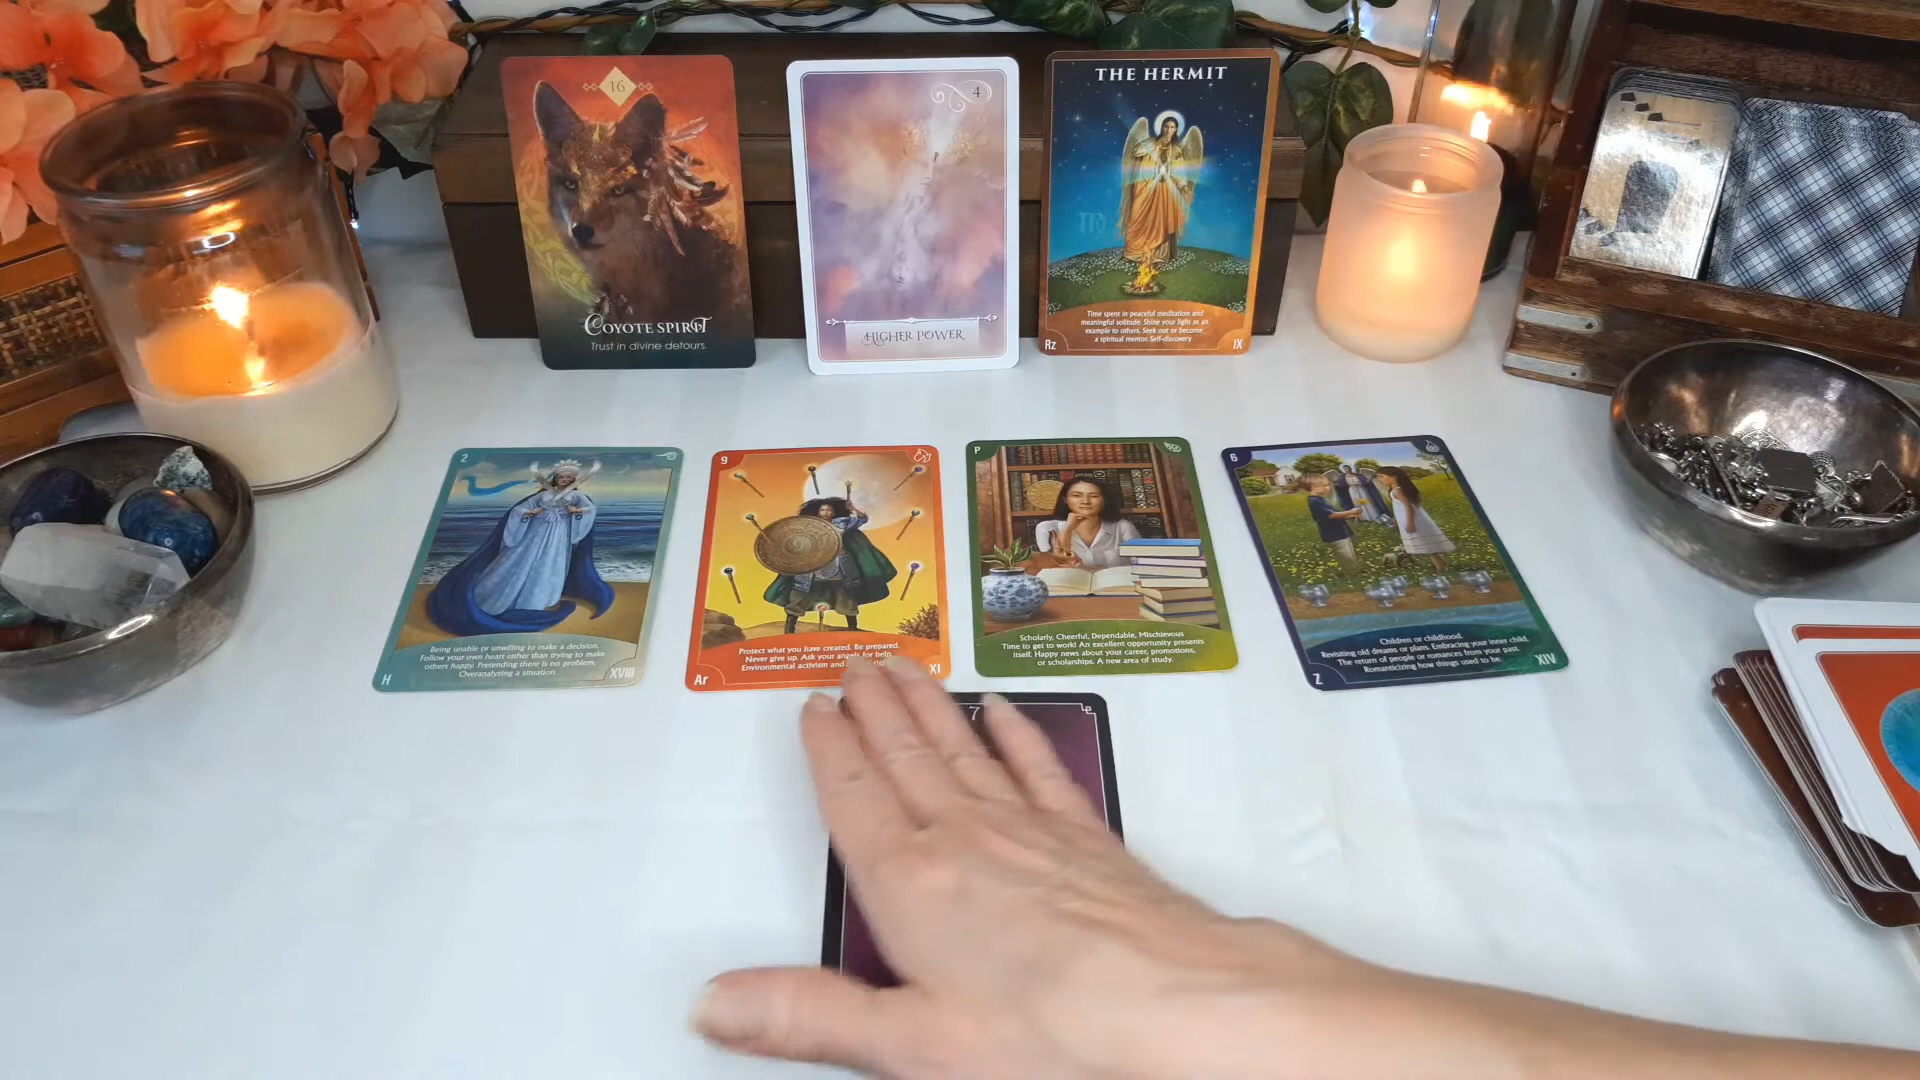 16
COYOTE SPIRIT
Trust in divine detours.
4
HIGHER POWER
THE HERMIT
♍
Time spent in peaceful meditation and
meaningful solitude. Shine your light as an
example to others. Seek out or become
a spiritual mentor. Self-discovery.
Rz
IX
2
Being unable or unwilling to make a decision.
Follow your own heart rather than trying to make
others happy. Pretending there is no problem.
Overanalyzing a situation.
H
XVIII
9
Protect what you have created. Be prepared.
Never give up. Ask your angels for help.
Environmental activism and
Ar
XI
P
Scholarly, Cheerful, Dependable, Mischievous
Time to get to work! An excellent opportunity presents
itself. Happy news about your career, promotions,
or scholarships. A new area of study.
6
Children or childhood.
Revisiting old dreams or plans. Embracing your inner child.
The return of people or romances from your past.
Romanticizing how things used to be.
Z
XIV
7